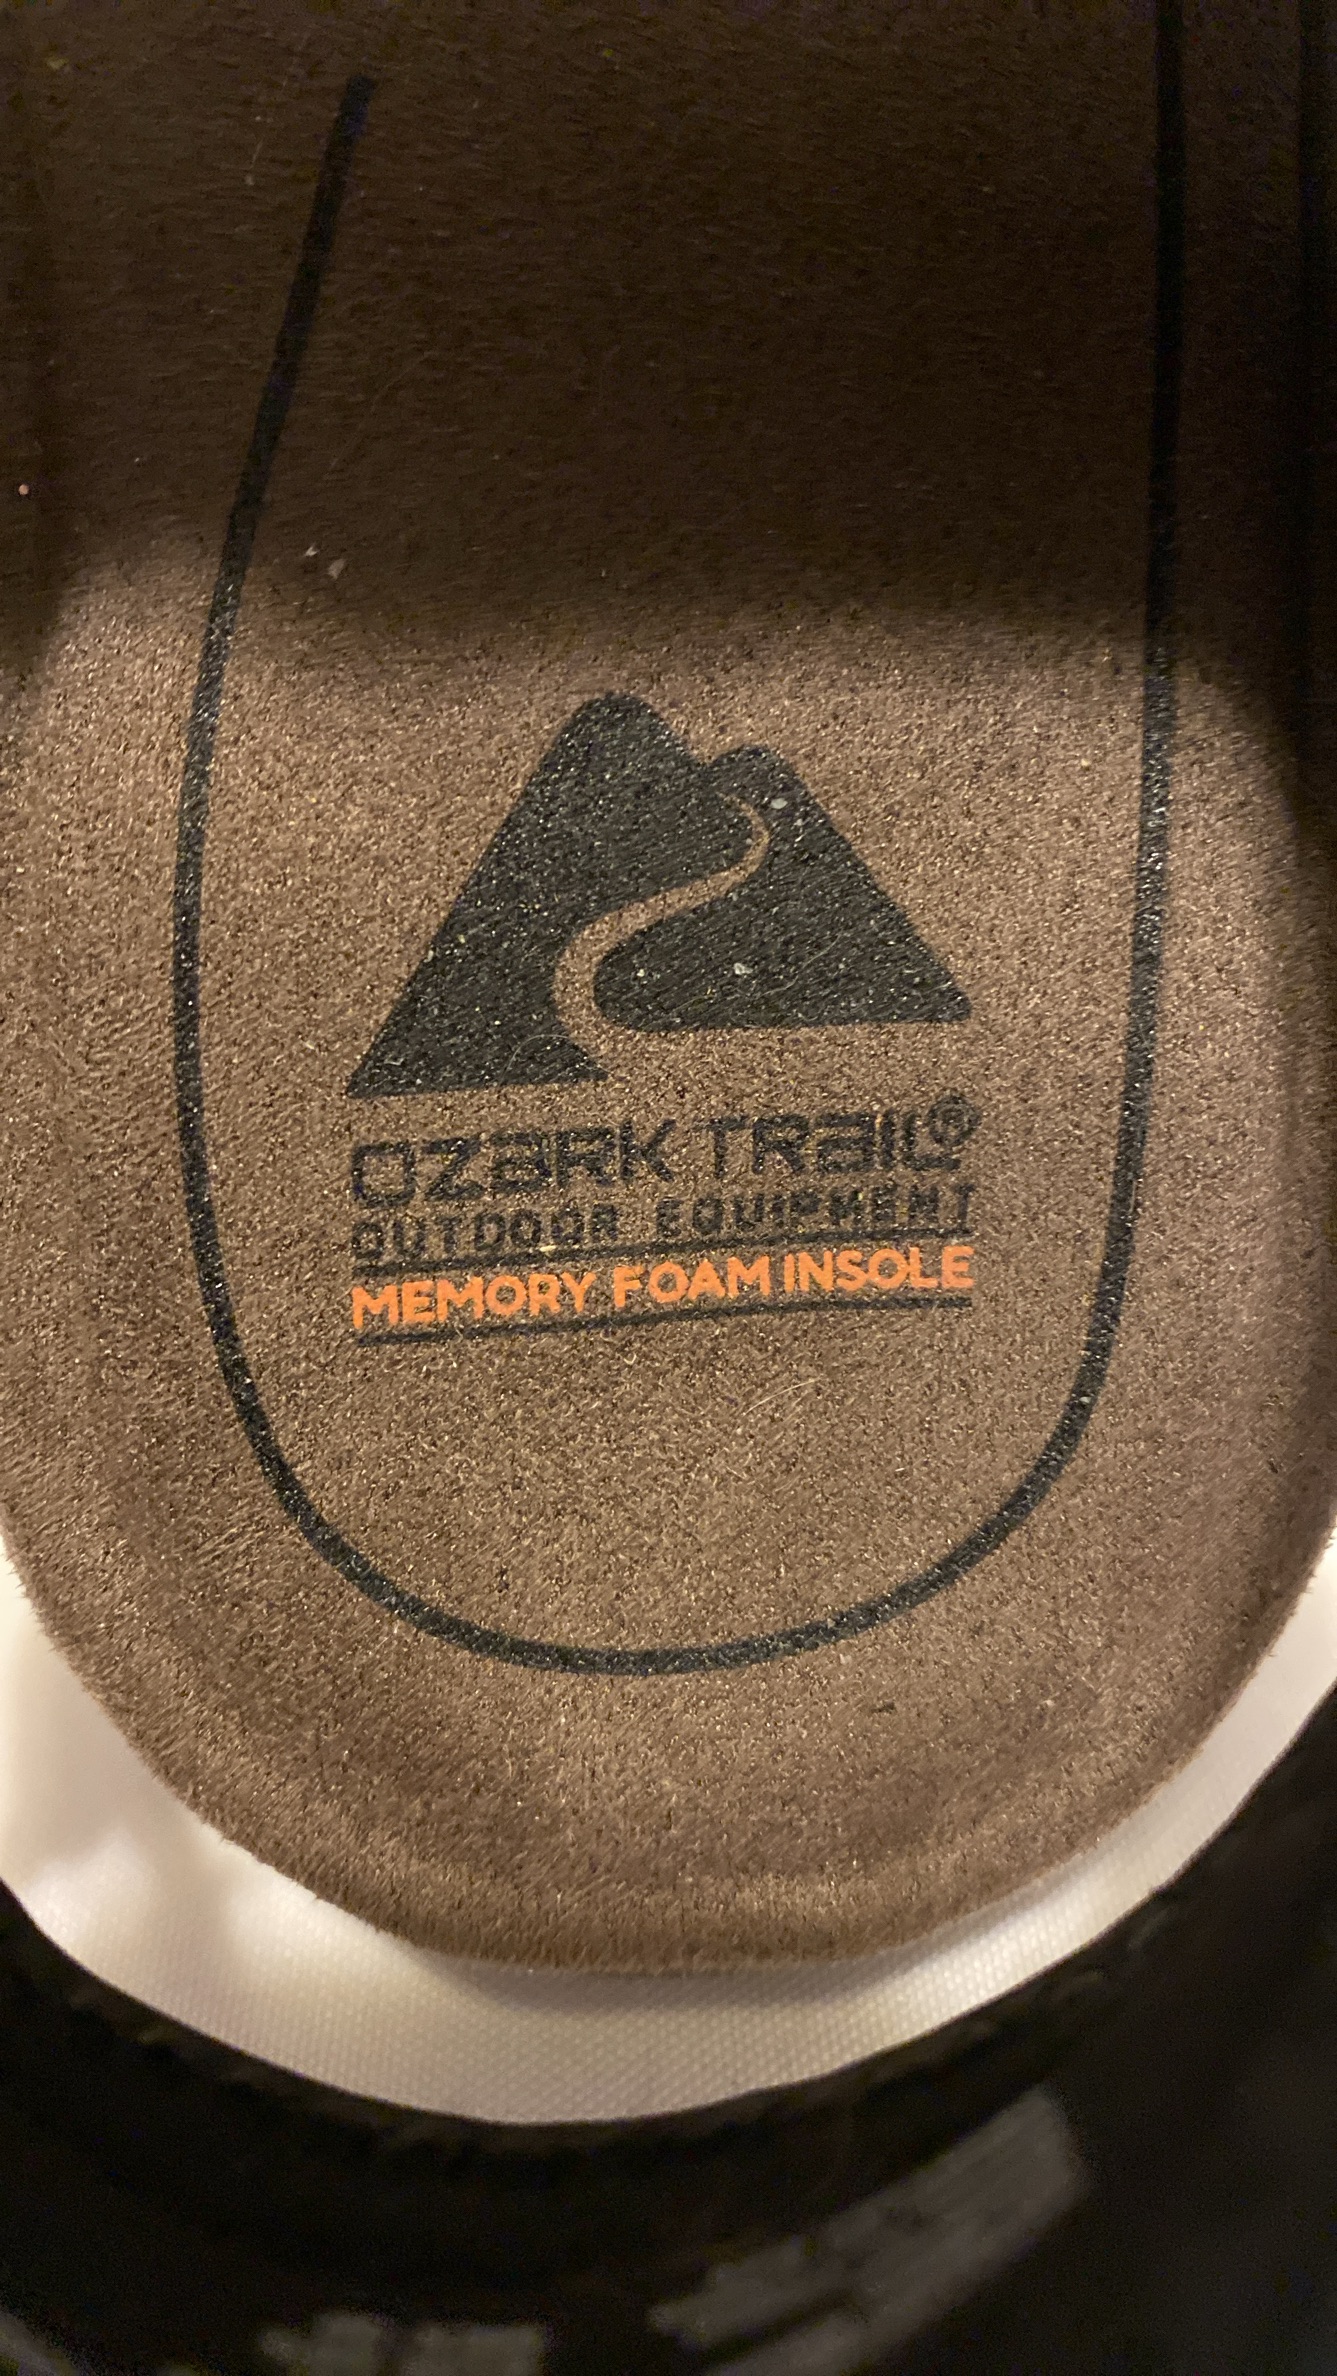 OZARK TRAIL®
OUTDOOR EQUIPMENT
MEMORY FOAM INSOLE